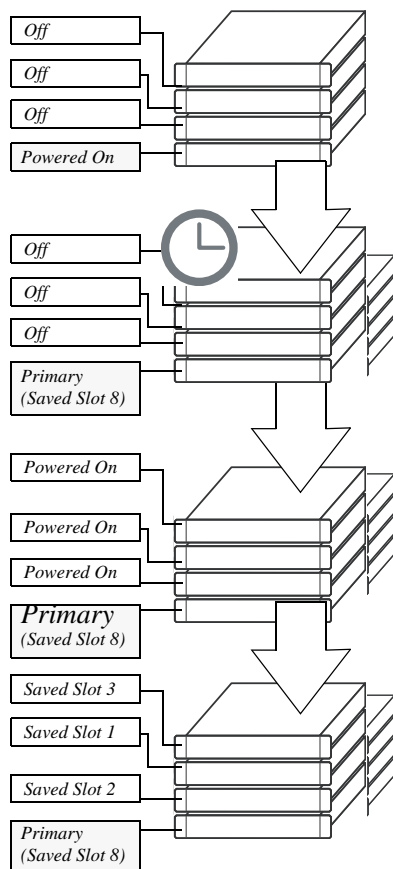 Off
Off
Off
Powered On
Off
Off
Off
Primary
(Saved Slot 8)
Powered On
Powered On
Powered On
Primary
(Saved Slot 8)
Saved Slot 3
Saved Slot 1
Saved Slot 2
Primary
(Saved Slot 8)